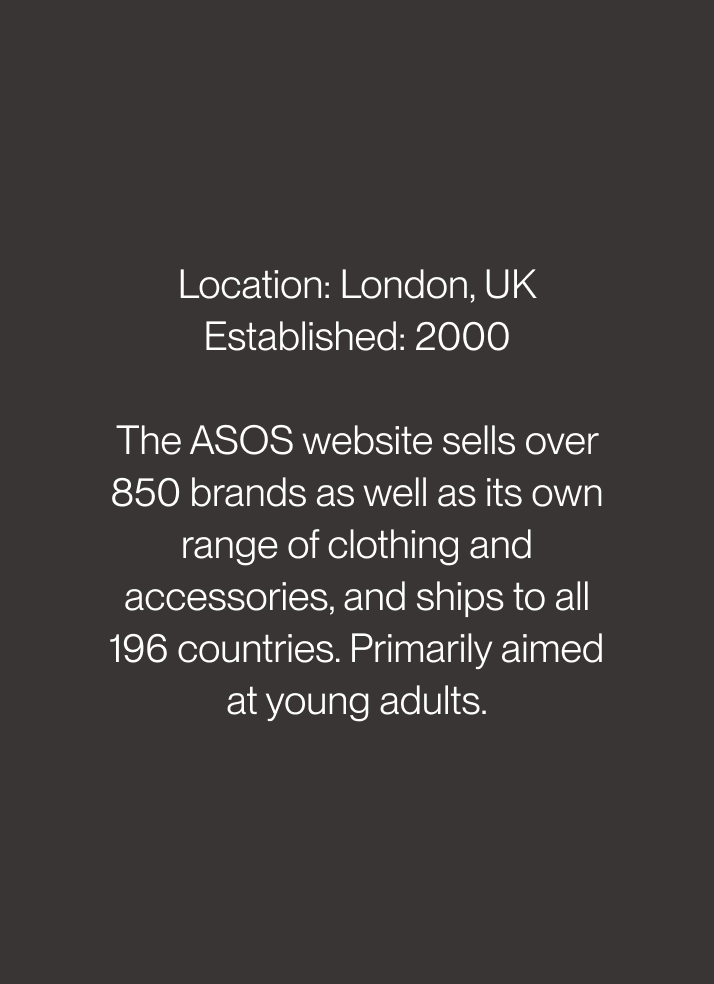 Location: London, UK
Established: 2000
The ASOS website sells over
850 brands as well as its own
range of clothing and
accessories, and ships to all
196 countries. Primarily aimed
at young adults.